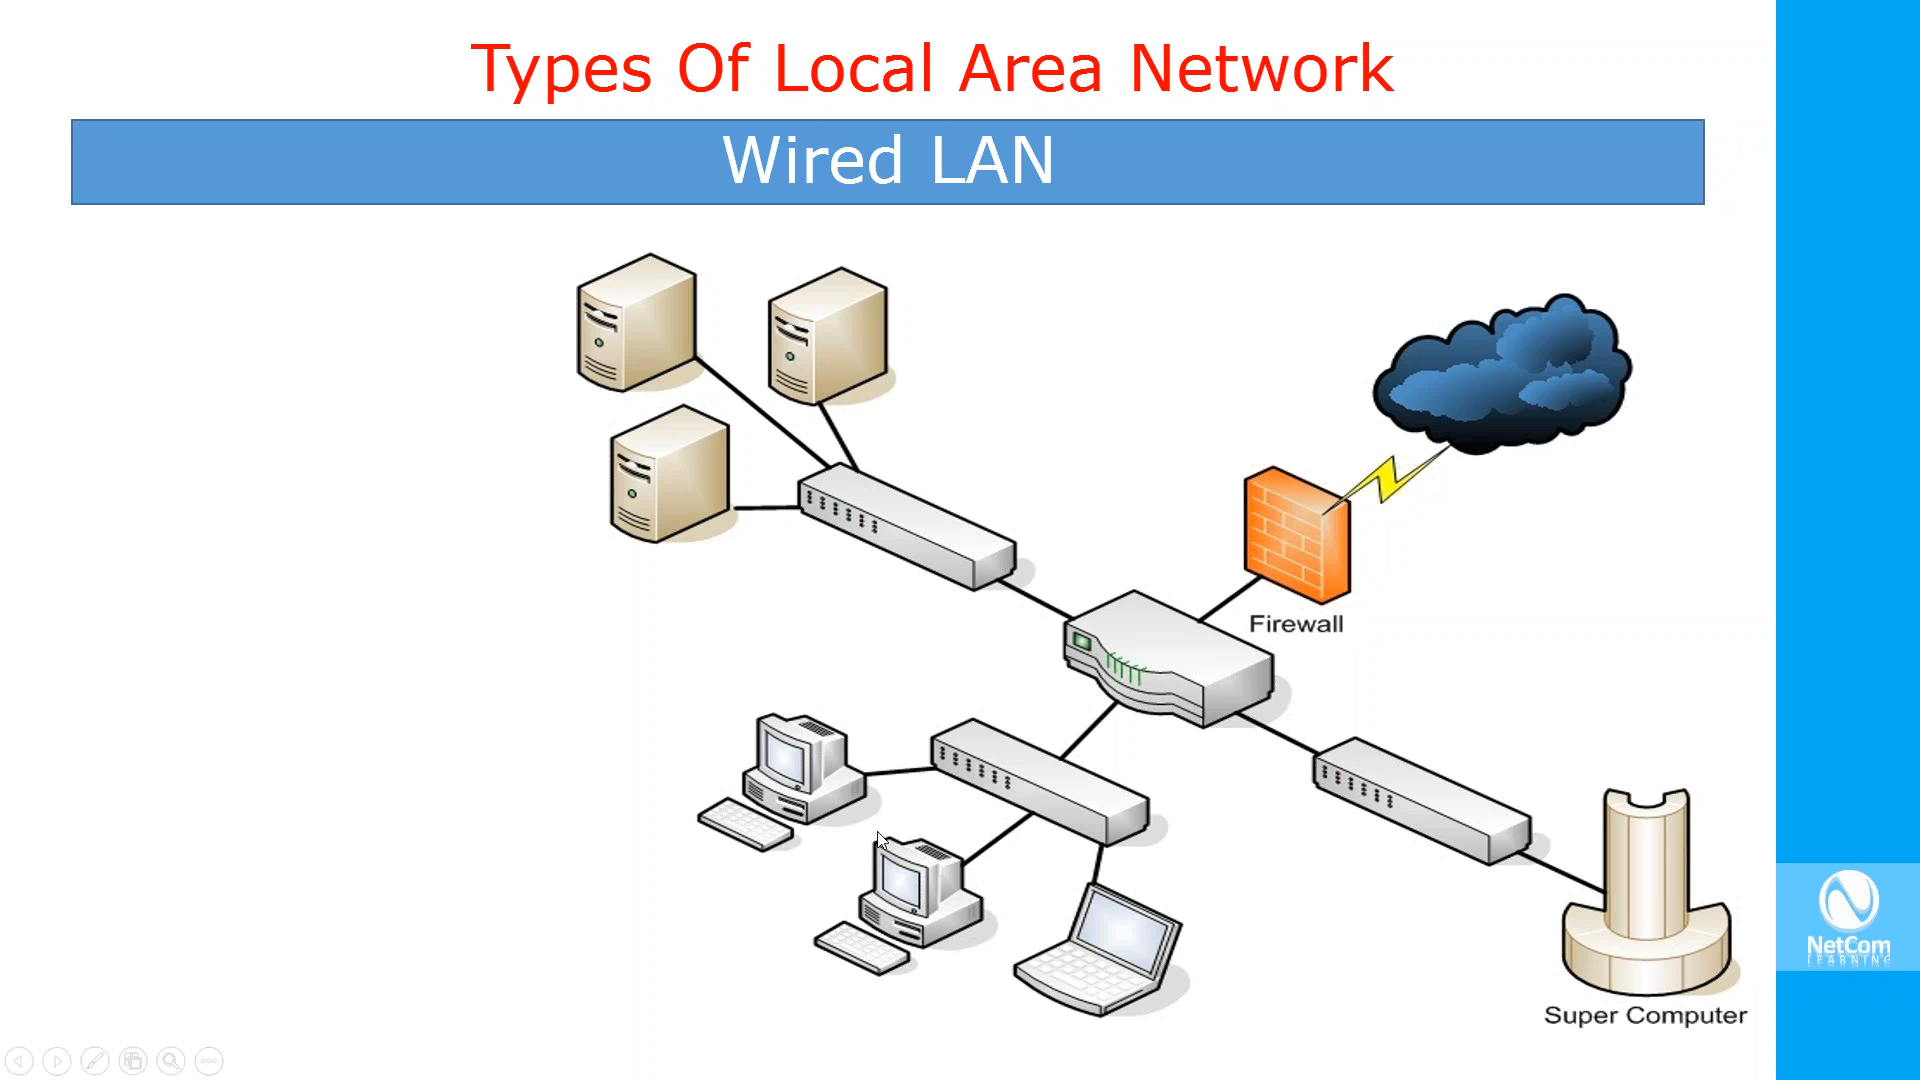 Types Of Local Area Network
Wired LAN
Firewall
Super Computer
NetCom
LEARNING